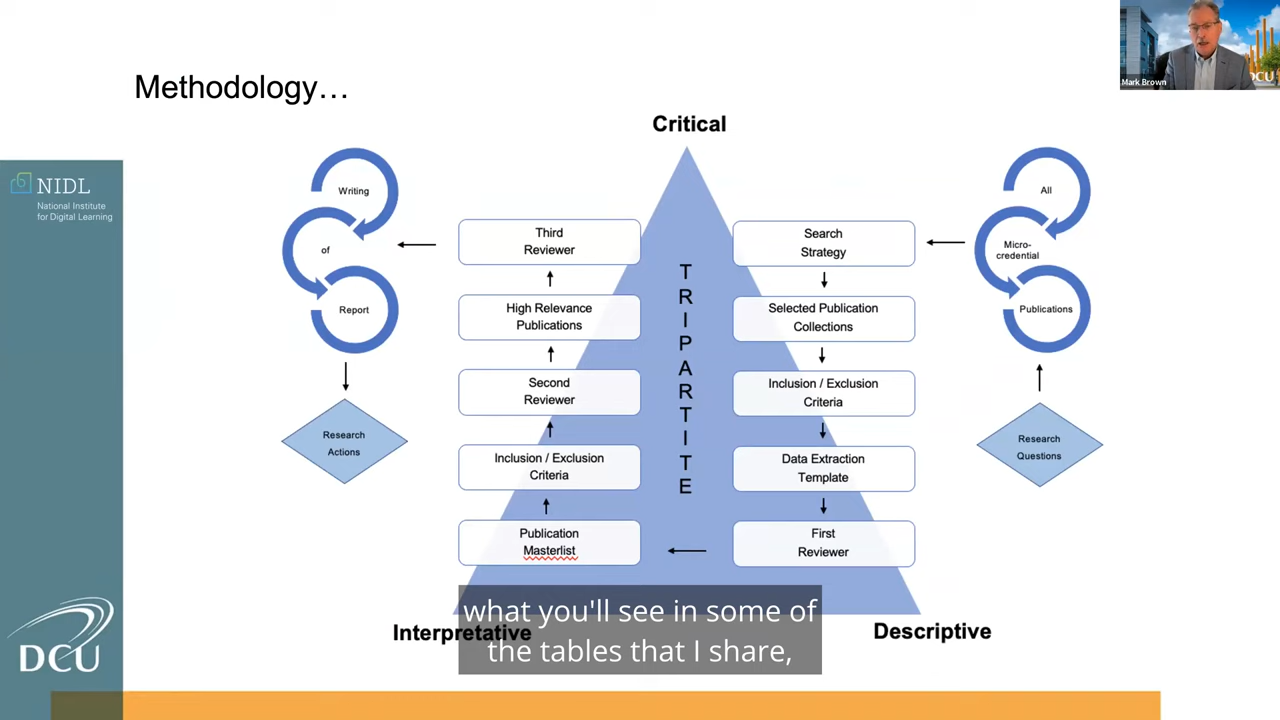 Mark Brown
DCU
Methodology…
Critical
NIDL
National Institute
for Digital Learning
Writing
of
Report
Research
Actions
Third
Reviewer
High Relevance
Publications
Second
Reviewer
Inclusion / Exclusion
Criteria
Publication
Masterlist
TRIPARTITE
Search
Strategy
Selected Publication
Collections
Inclusion / Exclusion
Criteria
Data Extraction
Template
First
Reviewer
All
Micro-
credential
Publications
Research
Questions
Interpretative
Descriptive
what you'll see in some of
the tables that I share,
DCU